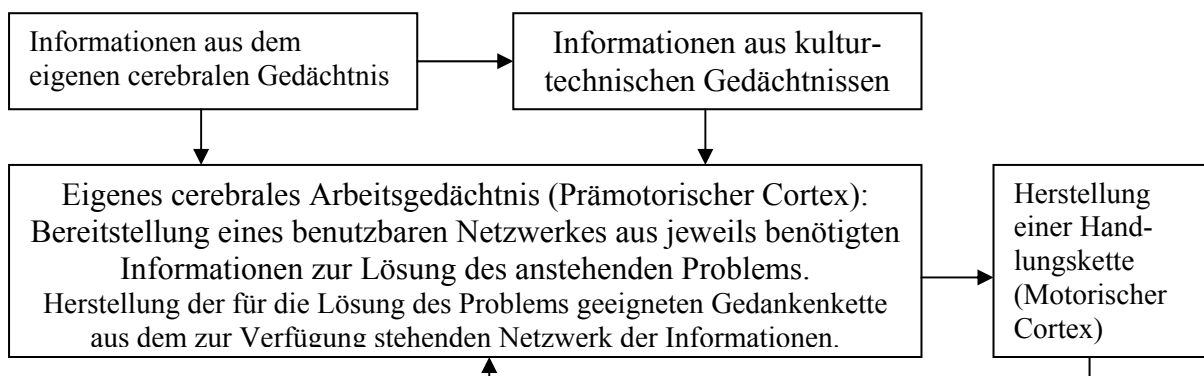 Informationen aus dem
eigenen cerebralen Gedächtnis
Informationen aus kultur-
technischen Gedächtnissen
Eigenes cerebrales Arbeitsgedächtnis (Prämotorischer Cortex):
Bereitstellung eines benutzbaren Netzwerkes aus jeweils benötigten
Informationen zur Lösung des anstehenden Problems.
Herstellung der für die Lösung des Problems geeigneten Gedankenkette
aus dem zur Verfügung stehenden Netzwerk der Informationen.
Herstellung
einer Hand-
lungskette
(Motorischer
Cortex)